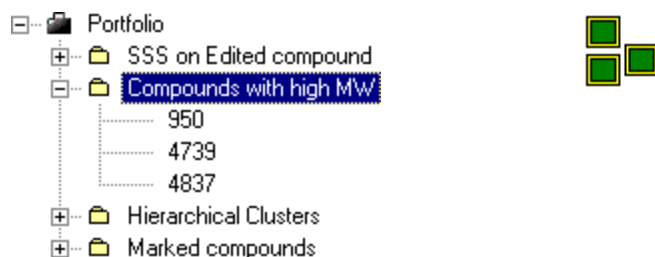 Portfolio
SSS on Edited compound
Compounds with high MW
950
4739
4837
Hierarchical Clusters
Marked compounds